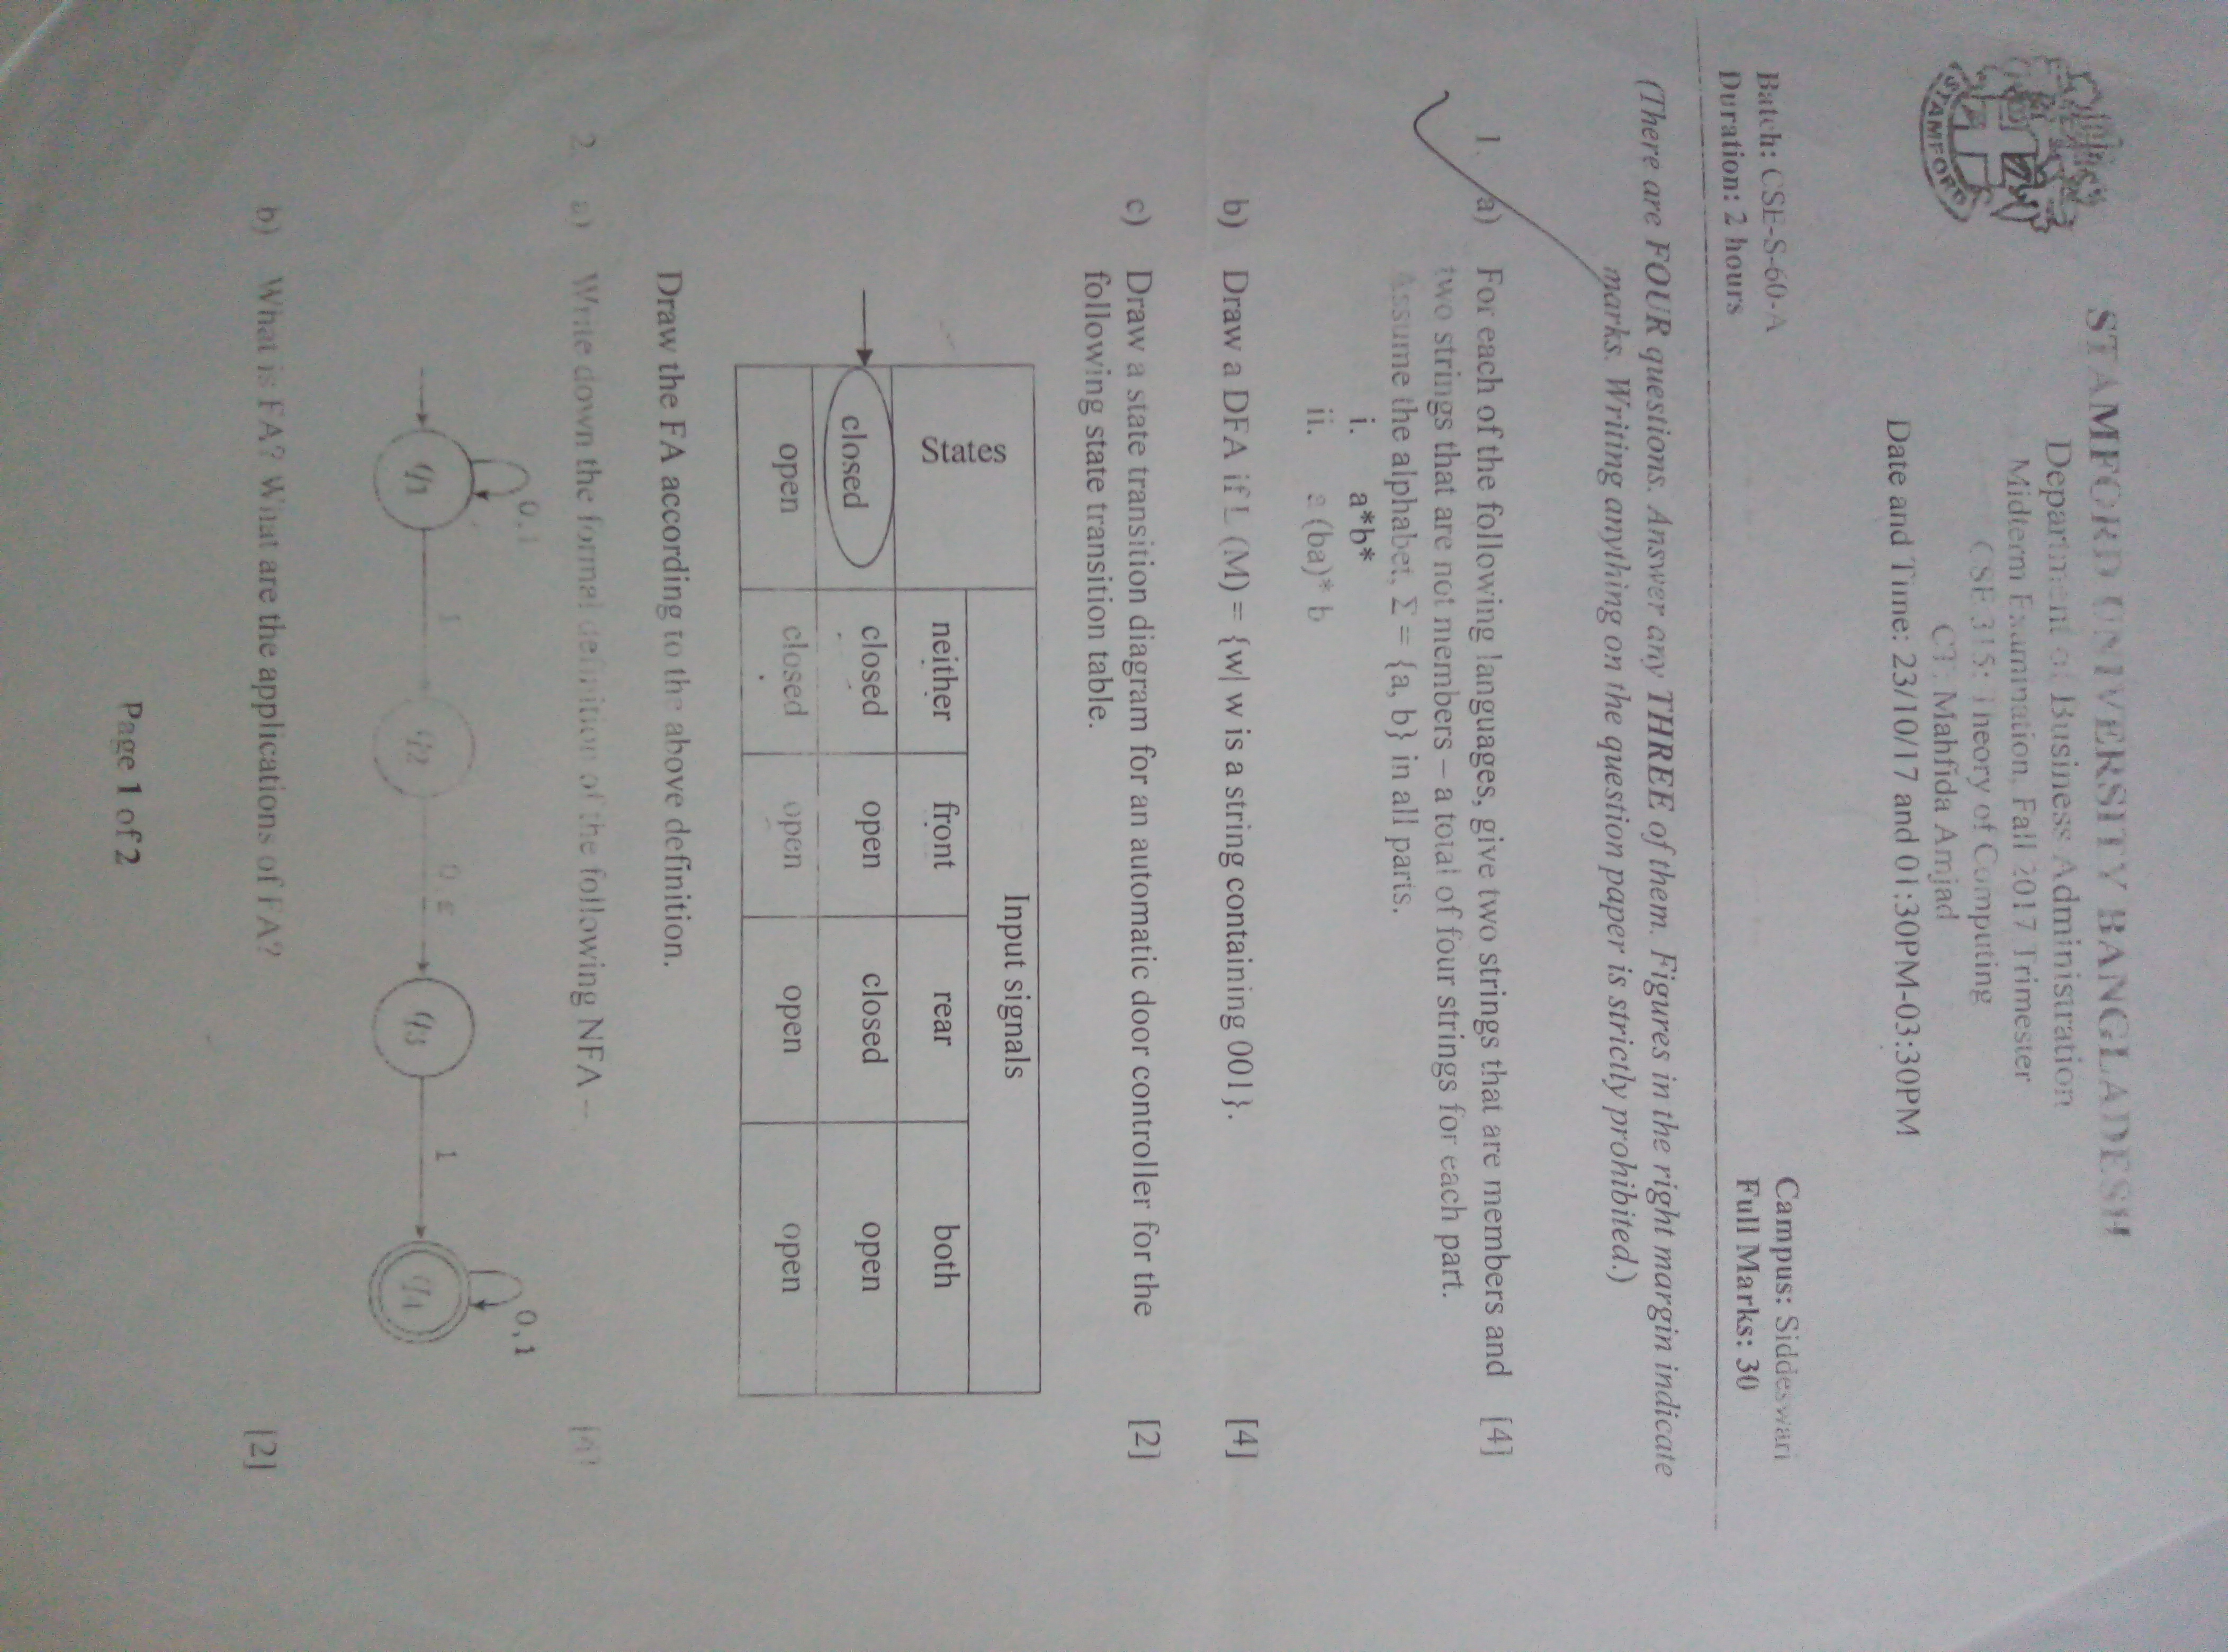 STAMFORD UNIVERSITY BANGLADESH
Department of Business Administration
Midterm Examination, Fall 2017 Trimester
CSE 315: Theory of Computing
CT: Mahfida Amjad
Date and Time: 23/10/17 and 01:30PM-03:30PM
STAMFORD
Batch: CSE-S-60-A Campus: Siddeswari
Duration: 2 hours Full Marks: 30
(There are FOUR questions. Answer any THREE of them. Figures in the right margin indicate
marks. Writing anything on the question paper is strictly prohibited.)
1. a) For each of the following languages, give two strings that are members and [4]
two strings that are not members – a total of four strings for each part.
Assume the alphabet, Σ = {a, b} in all parts.
i. a*b*
ii. a (ba)* b
b) Draw a DFA if L (M) = {w| w is a string containing 001}. [4]
c) Draw a state transition diagram for an automatic door controller for the [2]
following state transition table.
States Input signals
neither front rear both
closed closed open closed open
open closed open open open
Draw the FA according to the above definition.
2. a) Write down the formal definition of the following NFA –
0,1 0,1
1 0,ε 1
q1 q2 q3 q4
b) What is FA? What are the applications of FA? [2]
Page 1 of 2